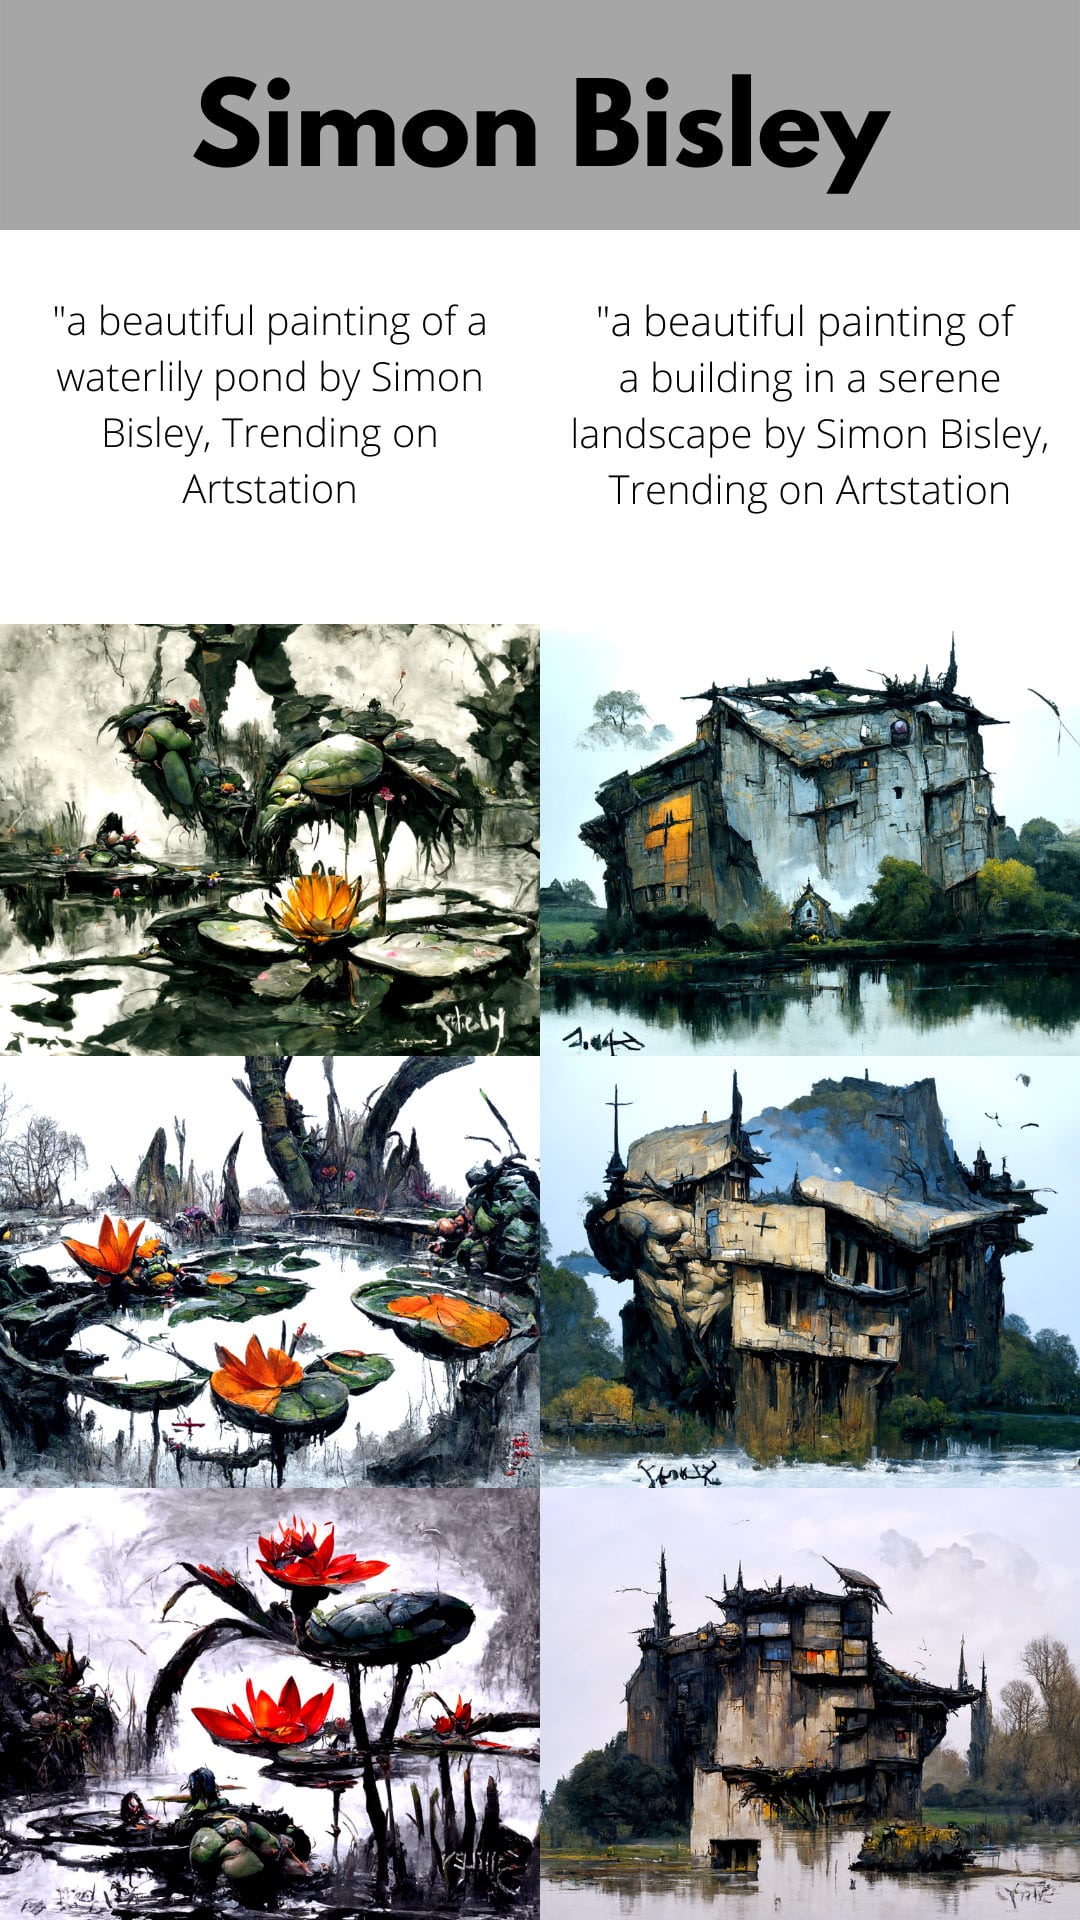 Simon Bisley
"a beautiful painting of a
waterlily pond by Simon
Bisley, Trending on
Artstation
"a beautiful painting of
a building in a serene
landscape by Simon Bisley,
Trending on Artstation